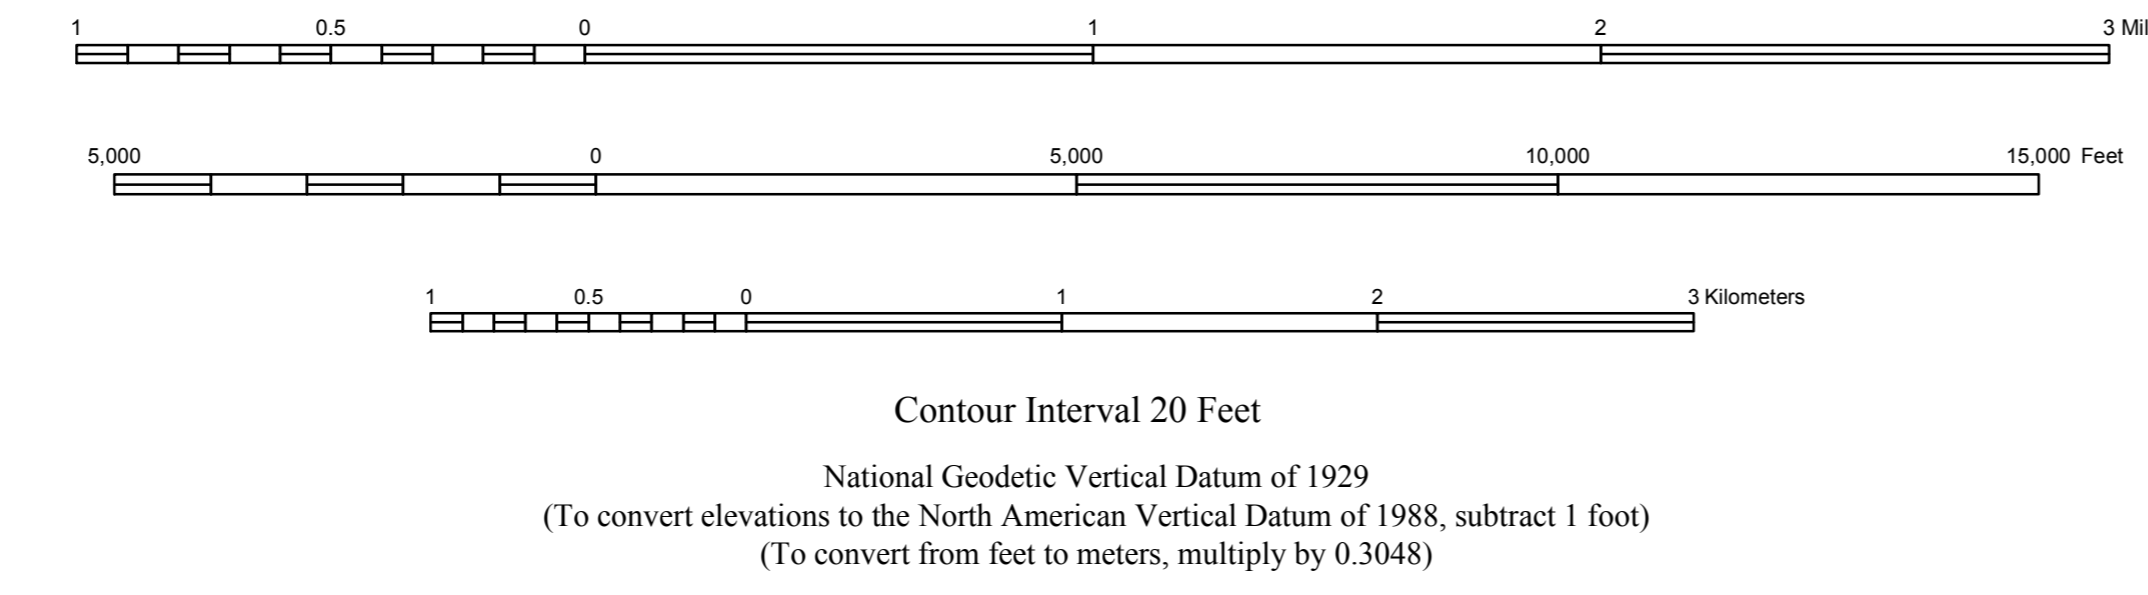 1 0.5 0 1 2 3 Mil
5,000 0 5,000 10,000 15,000 Feet
1 0.5 0 1 2 3 Kilometers
Contour Interval 20 Feet
National Geodetic Vertical Datum of 1929
(To convert elevations to the North American Vertical Datum of 1988, subtract 1 foot)
(To convert from feet to meters, multiply by 0.3048)